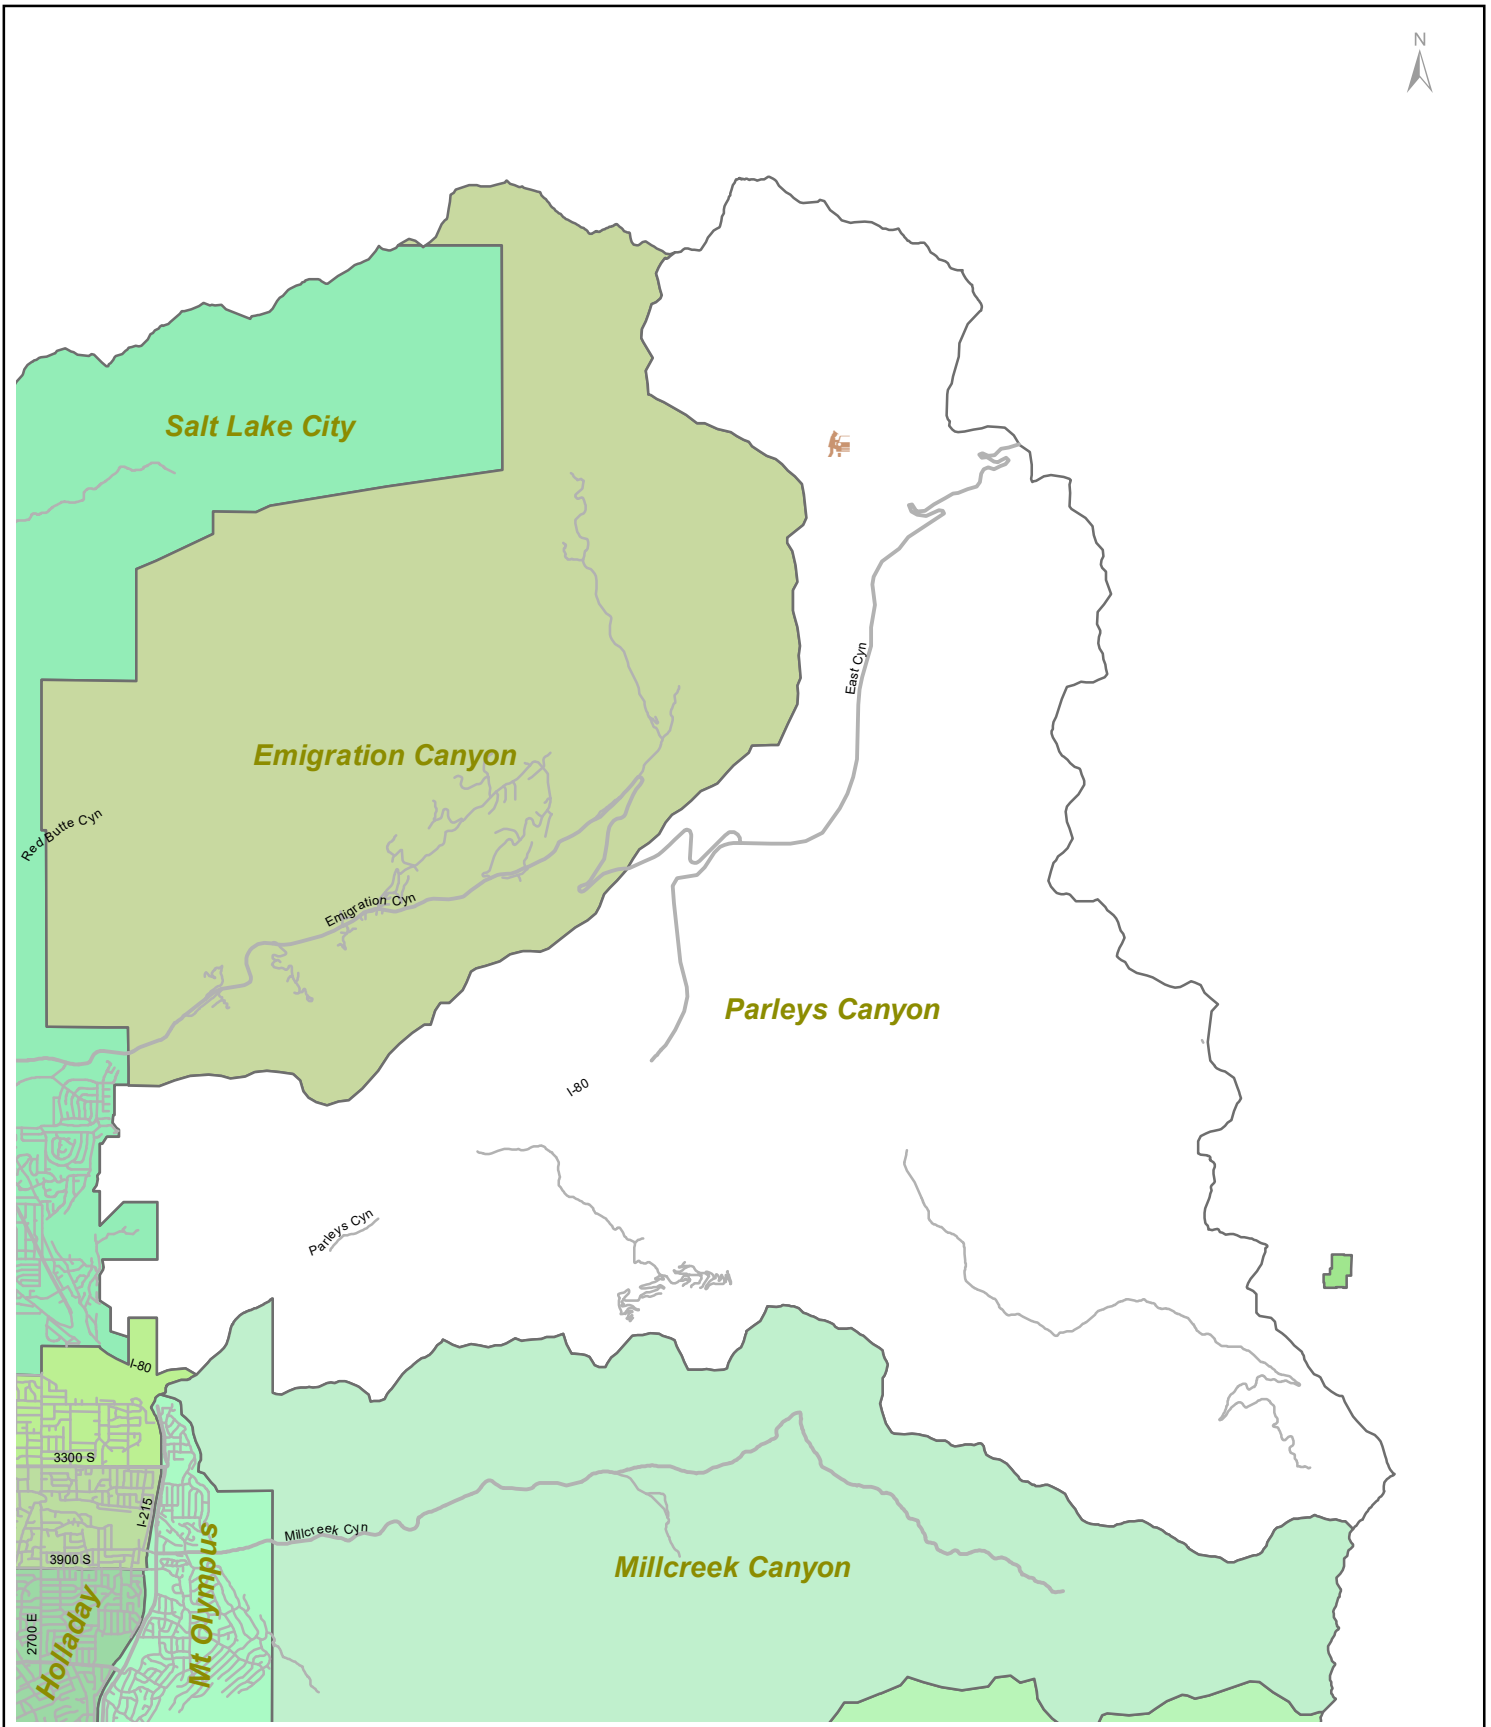 N
Salt Lake City
East Cyn
Emigration Canyon
Red Butte Cyn
Emigration Cyn
Parleys Canyon
I-80
Parleys Cyn
I-80
3300 S
I-215
Millcreek Cyn
3900 S
Millcreek Canyon
Mt Olympus
Holladay
2700 E